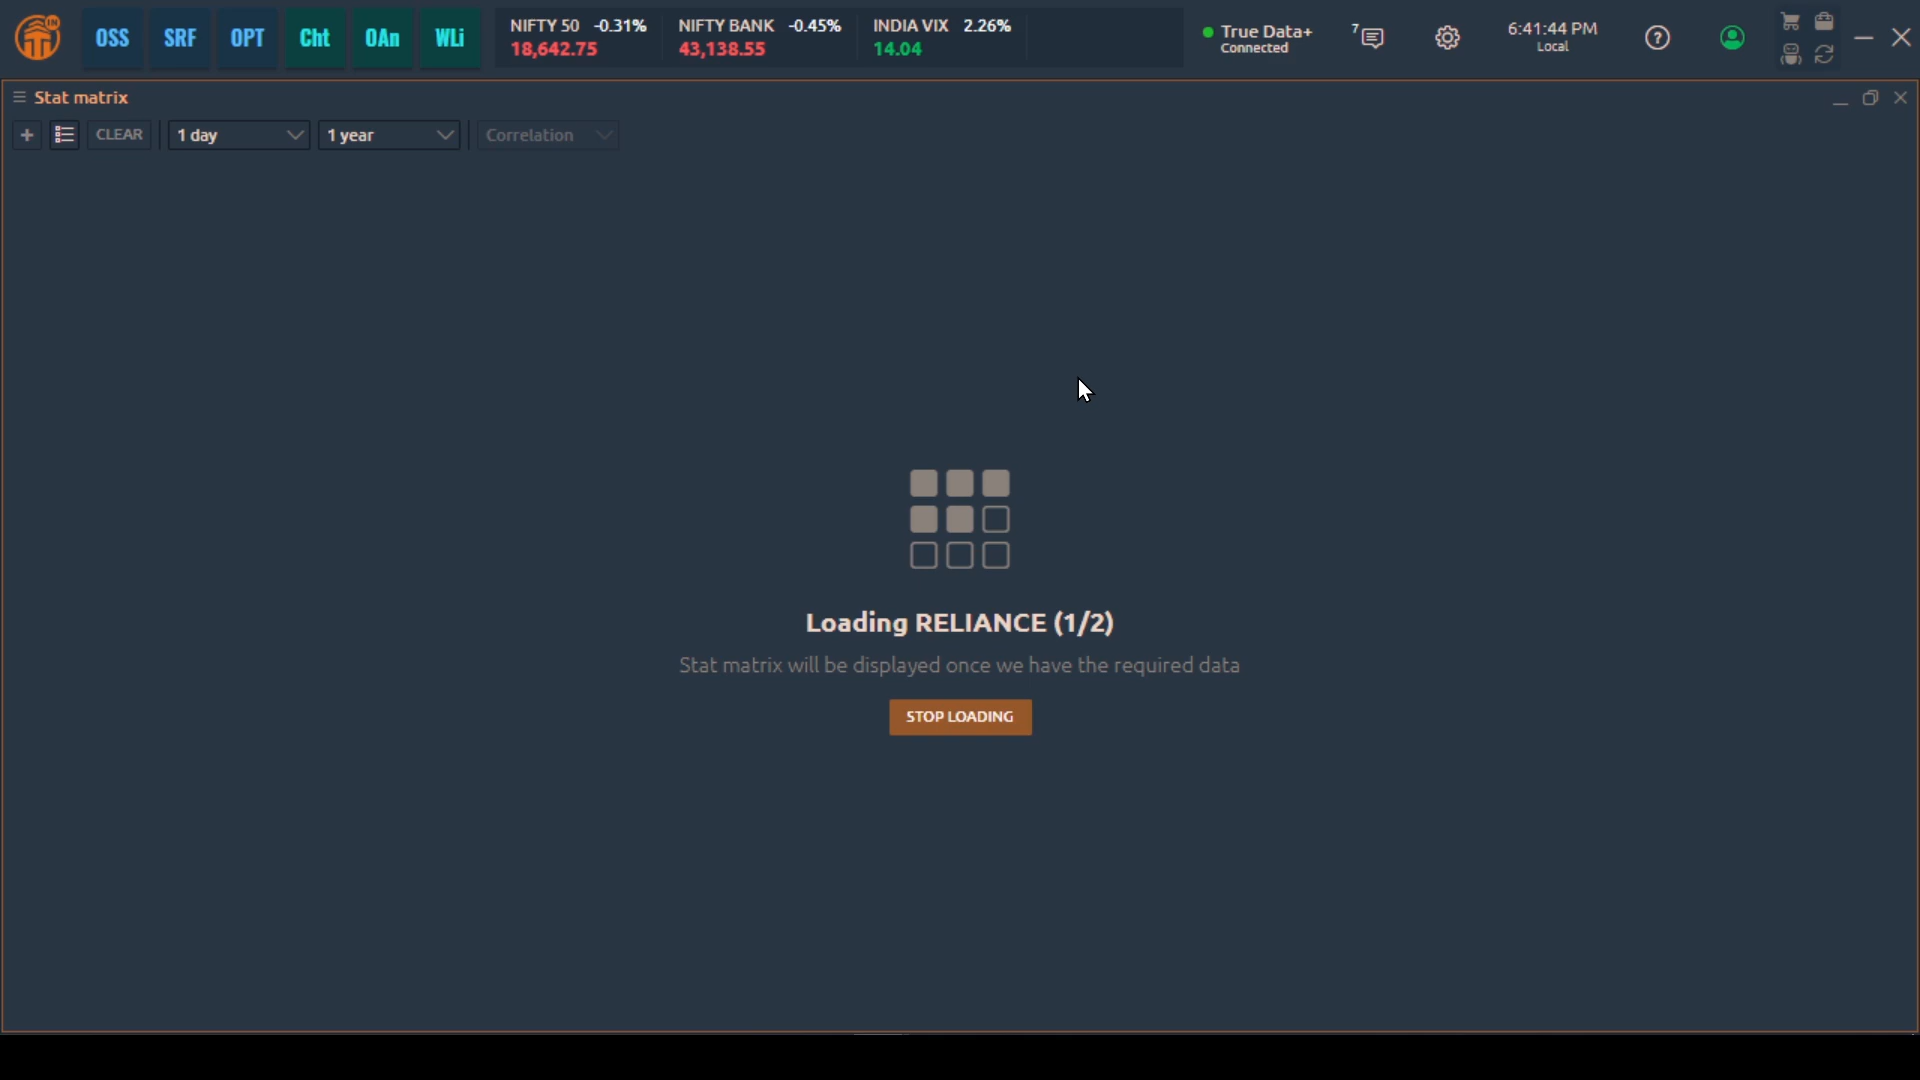 IN
OSS
SRF
OPT
Cht
OAn
WLi
NIFTY 50 -0.31%
18,642.75
NIFTY BANK -0.45%
43,138.55
INDIA VIX 2.26%
14.04
True Data+
Connected
7
6:41:44 PM
Local
?
Stat matrix
+
CLEAR
1 day
1 year
Correlation
Loading RELIANCE (1/2)
Stat matrix will be displayed once we have the required data
STOP LOADING